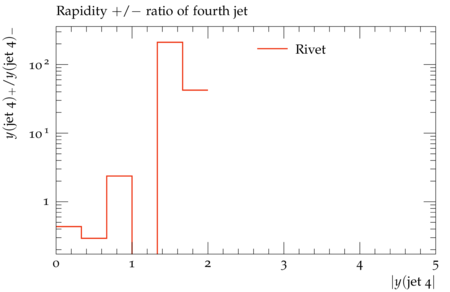 Rapidity +/− ratio of fourth jet
y(jet 4)₊/y(jet 4)₋
Rivet
10²
10¹
1
0 1 2 3 4 5
|y(jet 4|